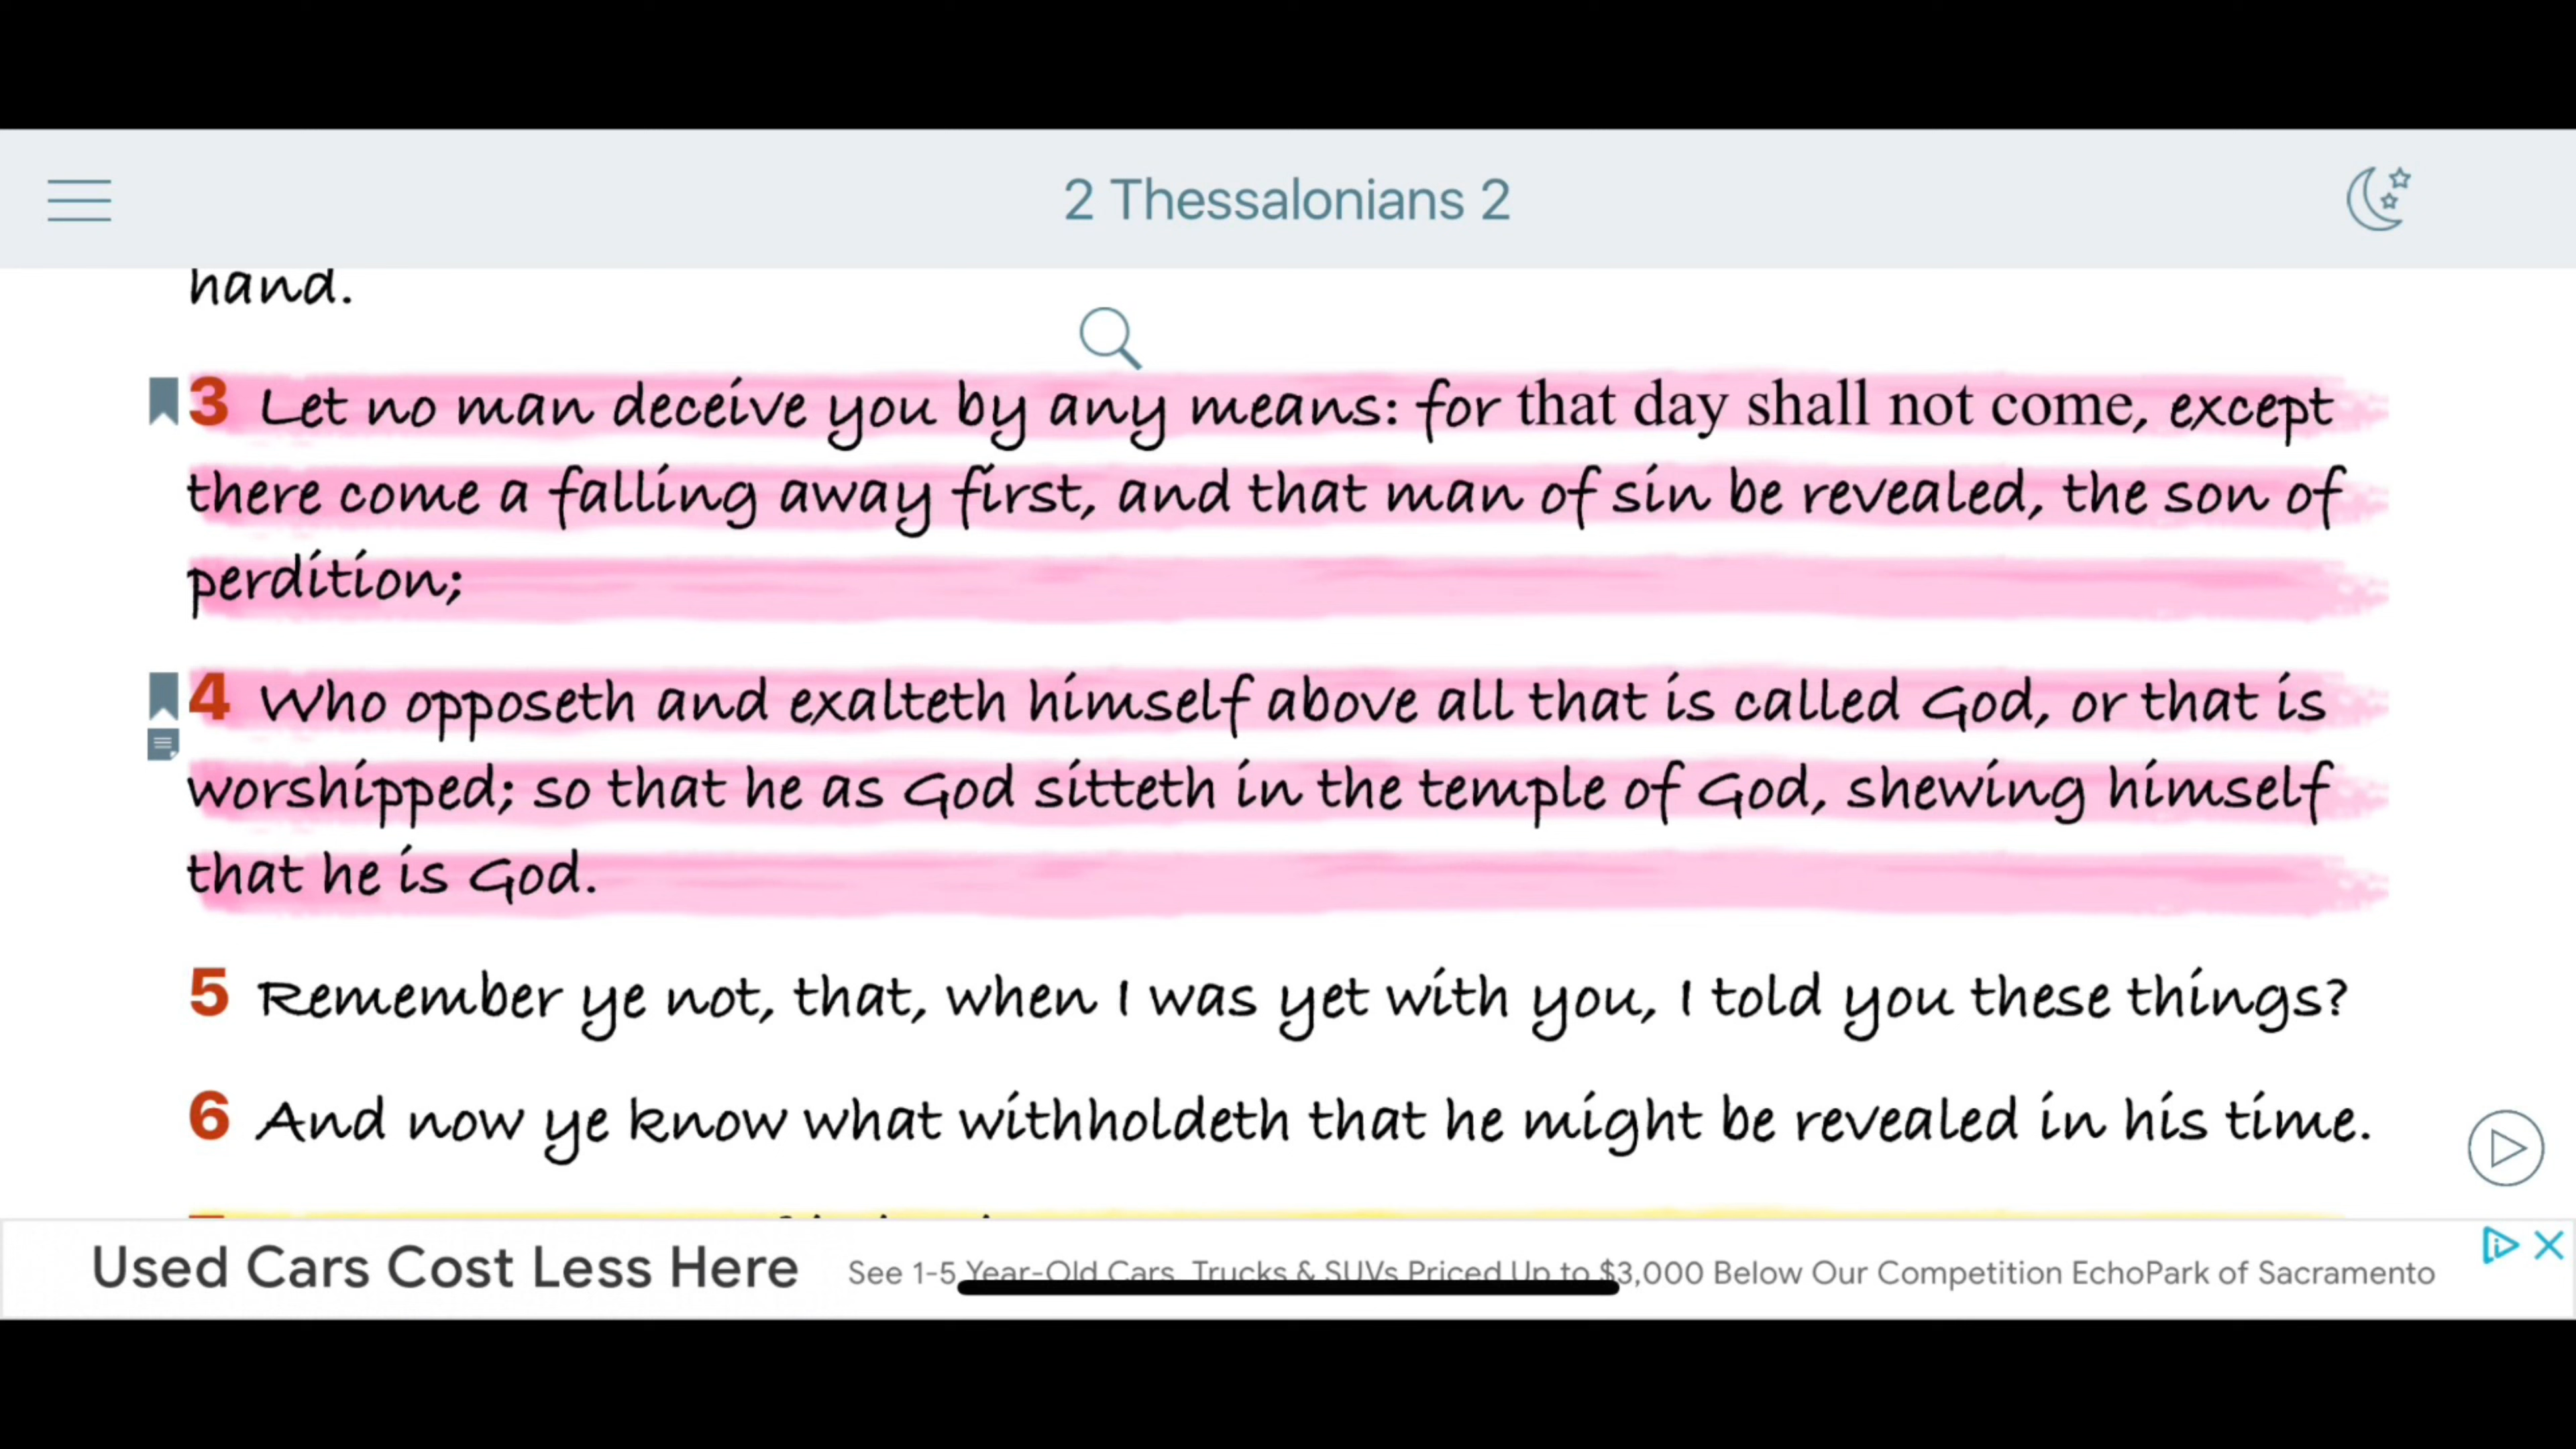 2 Thessalonians 2
hand.
3 Let no man deceive you by any means: for that day shall not come, except
there come a falling away first, and that man of sin be revealed, the son of
perdition;
4 Who opposeth and exalteth himself above all that is called God, or that is
worshipped; so that he as God sitteth in the temple of God, shewing himself
that he is God.
5 Remember ye not, that, when I was yet with you, I told you these things?
6 And now ye know what withholdeth that he might be revealed in his time.
Used Cars Cost Less Here See 1-5 Year-Old Cars, Trucks & SUVs Priced Up to $3,000 Below Our Competition EchoPark of Sacramento